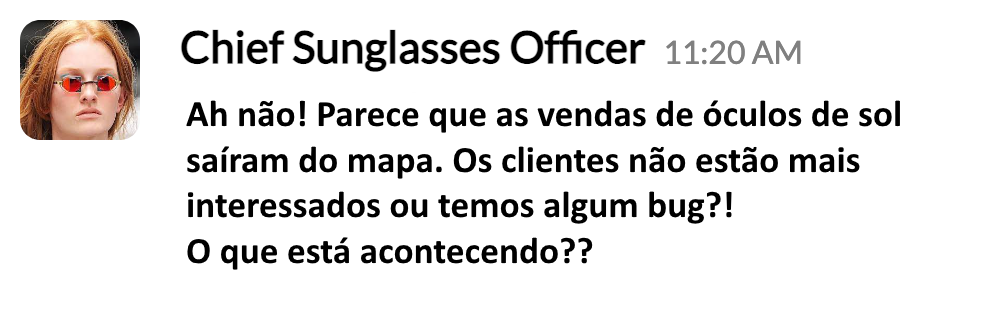 Chief Sunglasses Officer 11:20 AM
Ah não! Parece que as vendas de óculos de sol
saíram do mapa. Os clientes não estão mais
interessados ou temos algum bug?!
O que está acontecendo??